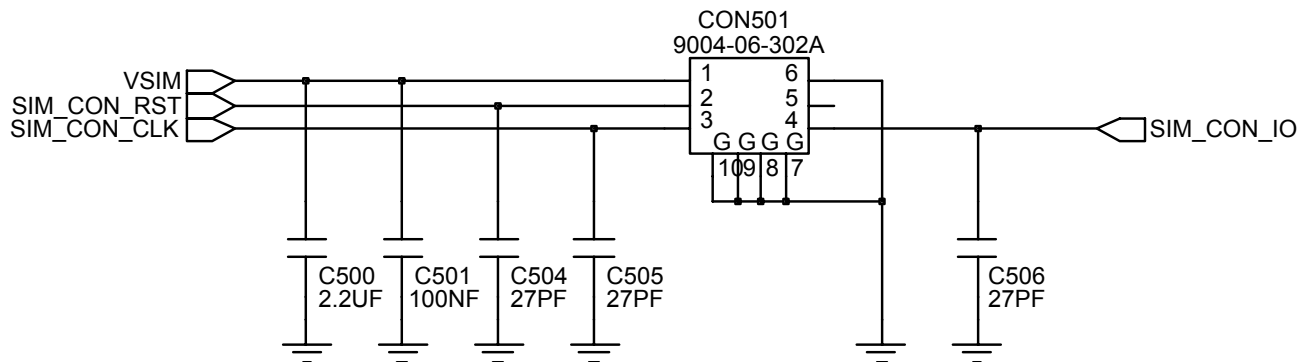 CON501
9004-06-302A
VSIM
SIM_CON_RST
SIM_CON_CLK
1 6
2 5
3 4
G G G G
10 9 8 7
SIM_CON_IO
C500
2.2UF
C501
100NF
C504
27PF
C505
27PF
C506
27PF